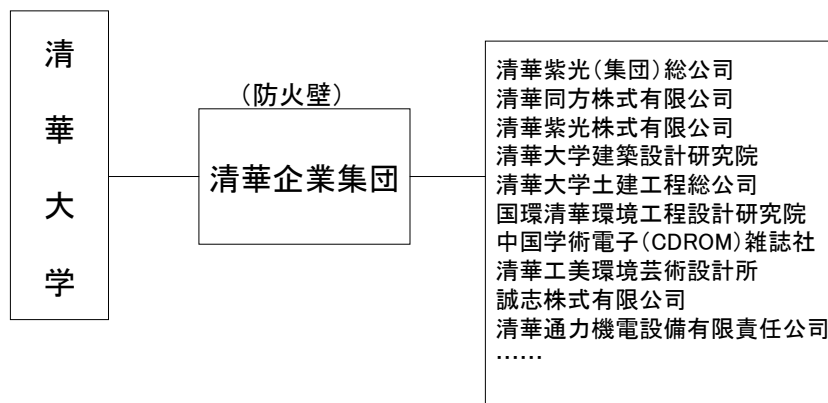 清華大学
(防火壁)
清華企業集団
清華紫光(集団)総公司
清華同方株式有限公司
清華紫光株式有限公司
清華大学建築設計研究院
清華大学土建工程総公司
国環清華環境工程設計研究院
中国学術電子(CDROM)雑誌社
清華工美環境芸術設計所
誠志株式有限公司
清華通力機電設備有限責任公司
……